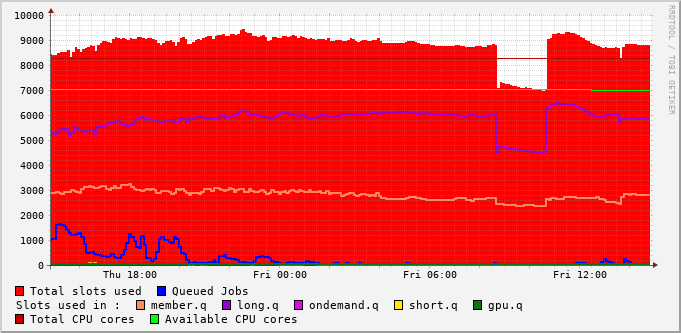 10000
9000
8000
7000
6000
5000
4000
3000
2000
1000
0
Thu 18:00 Fri 00:00 Fri 06:00 Fri 12:00
RRDTOOL / TOBI OETIKER
Total slots used Queued Jobs
Slots used in : member.q long.q ondemand.q short.q gpu.q
Total CPU cores Available CPU cores